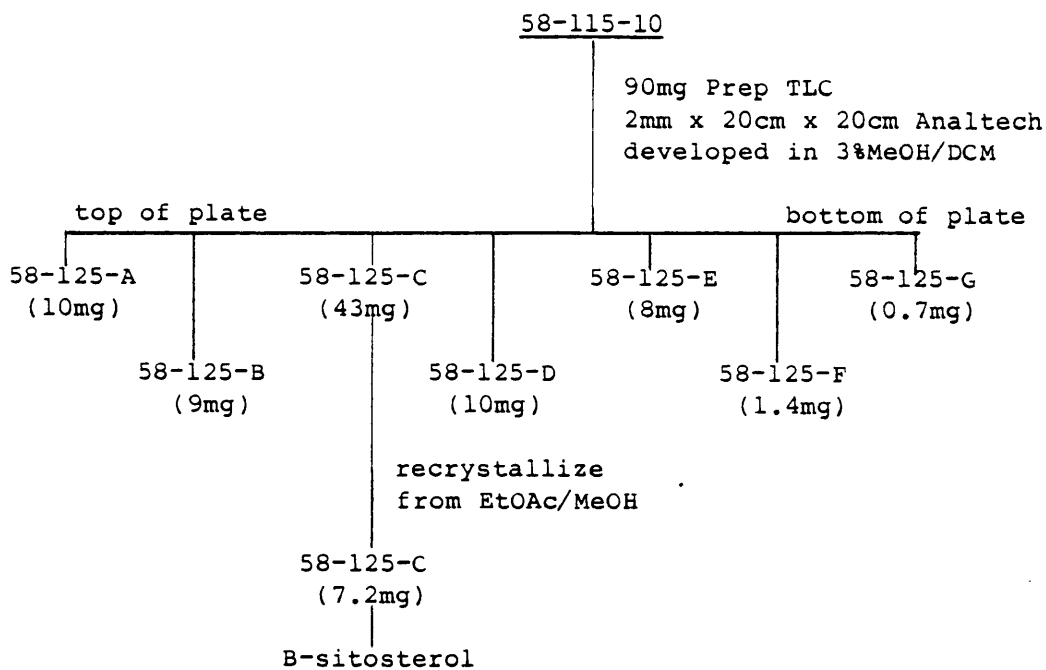 58-115-10
90mg Prep TLC
2mm x 20cm x 20cm Analtech
developed in 3%MeOH/DCM
top of plate
bottom of plate
58-125-A
(10mg)
58-125-B
(9mg)
58-125-C
(43mg)
58-125-D
(10mg)
58-125-E
(8mg)
58-125-F
(1.4mg)
58-125-G
(0.7mg)
recrystallize
from EtOAc/MeOH
58-125-C
(7.2mg)
B-sitosterol